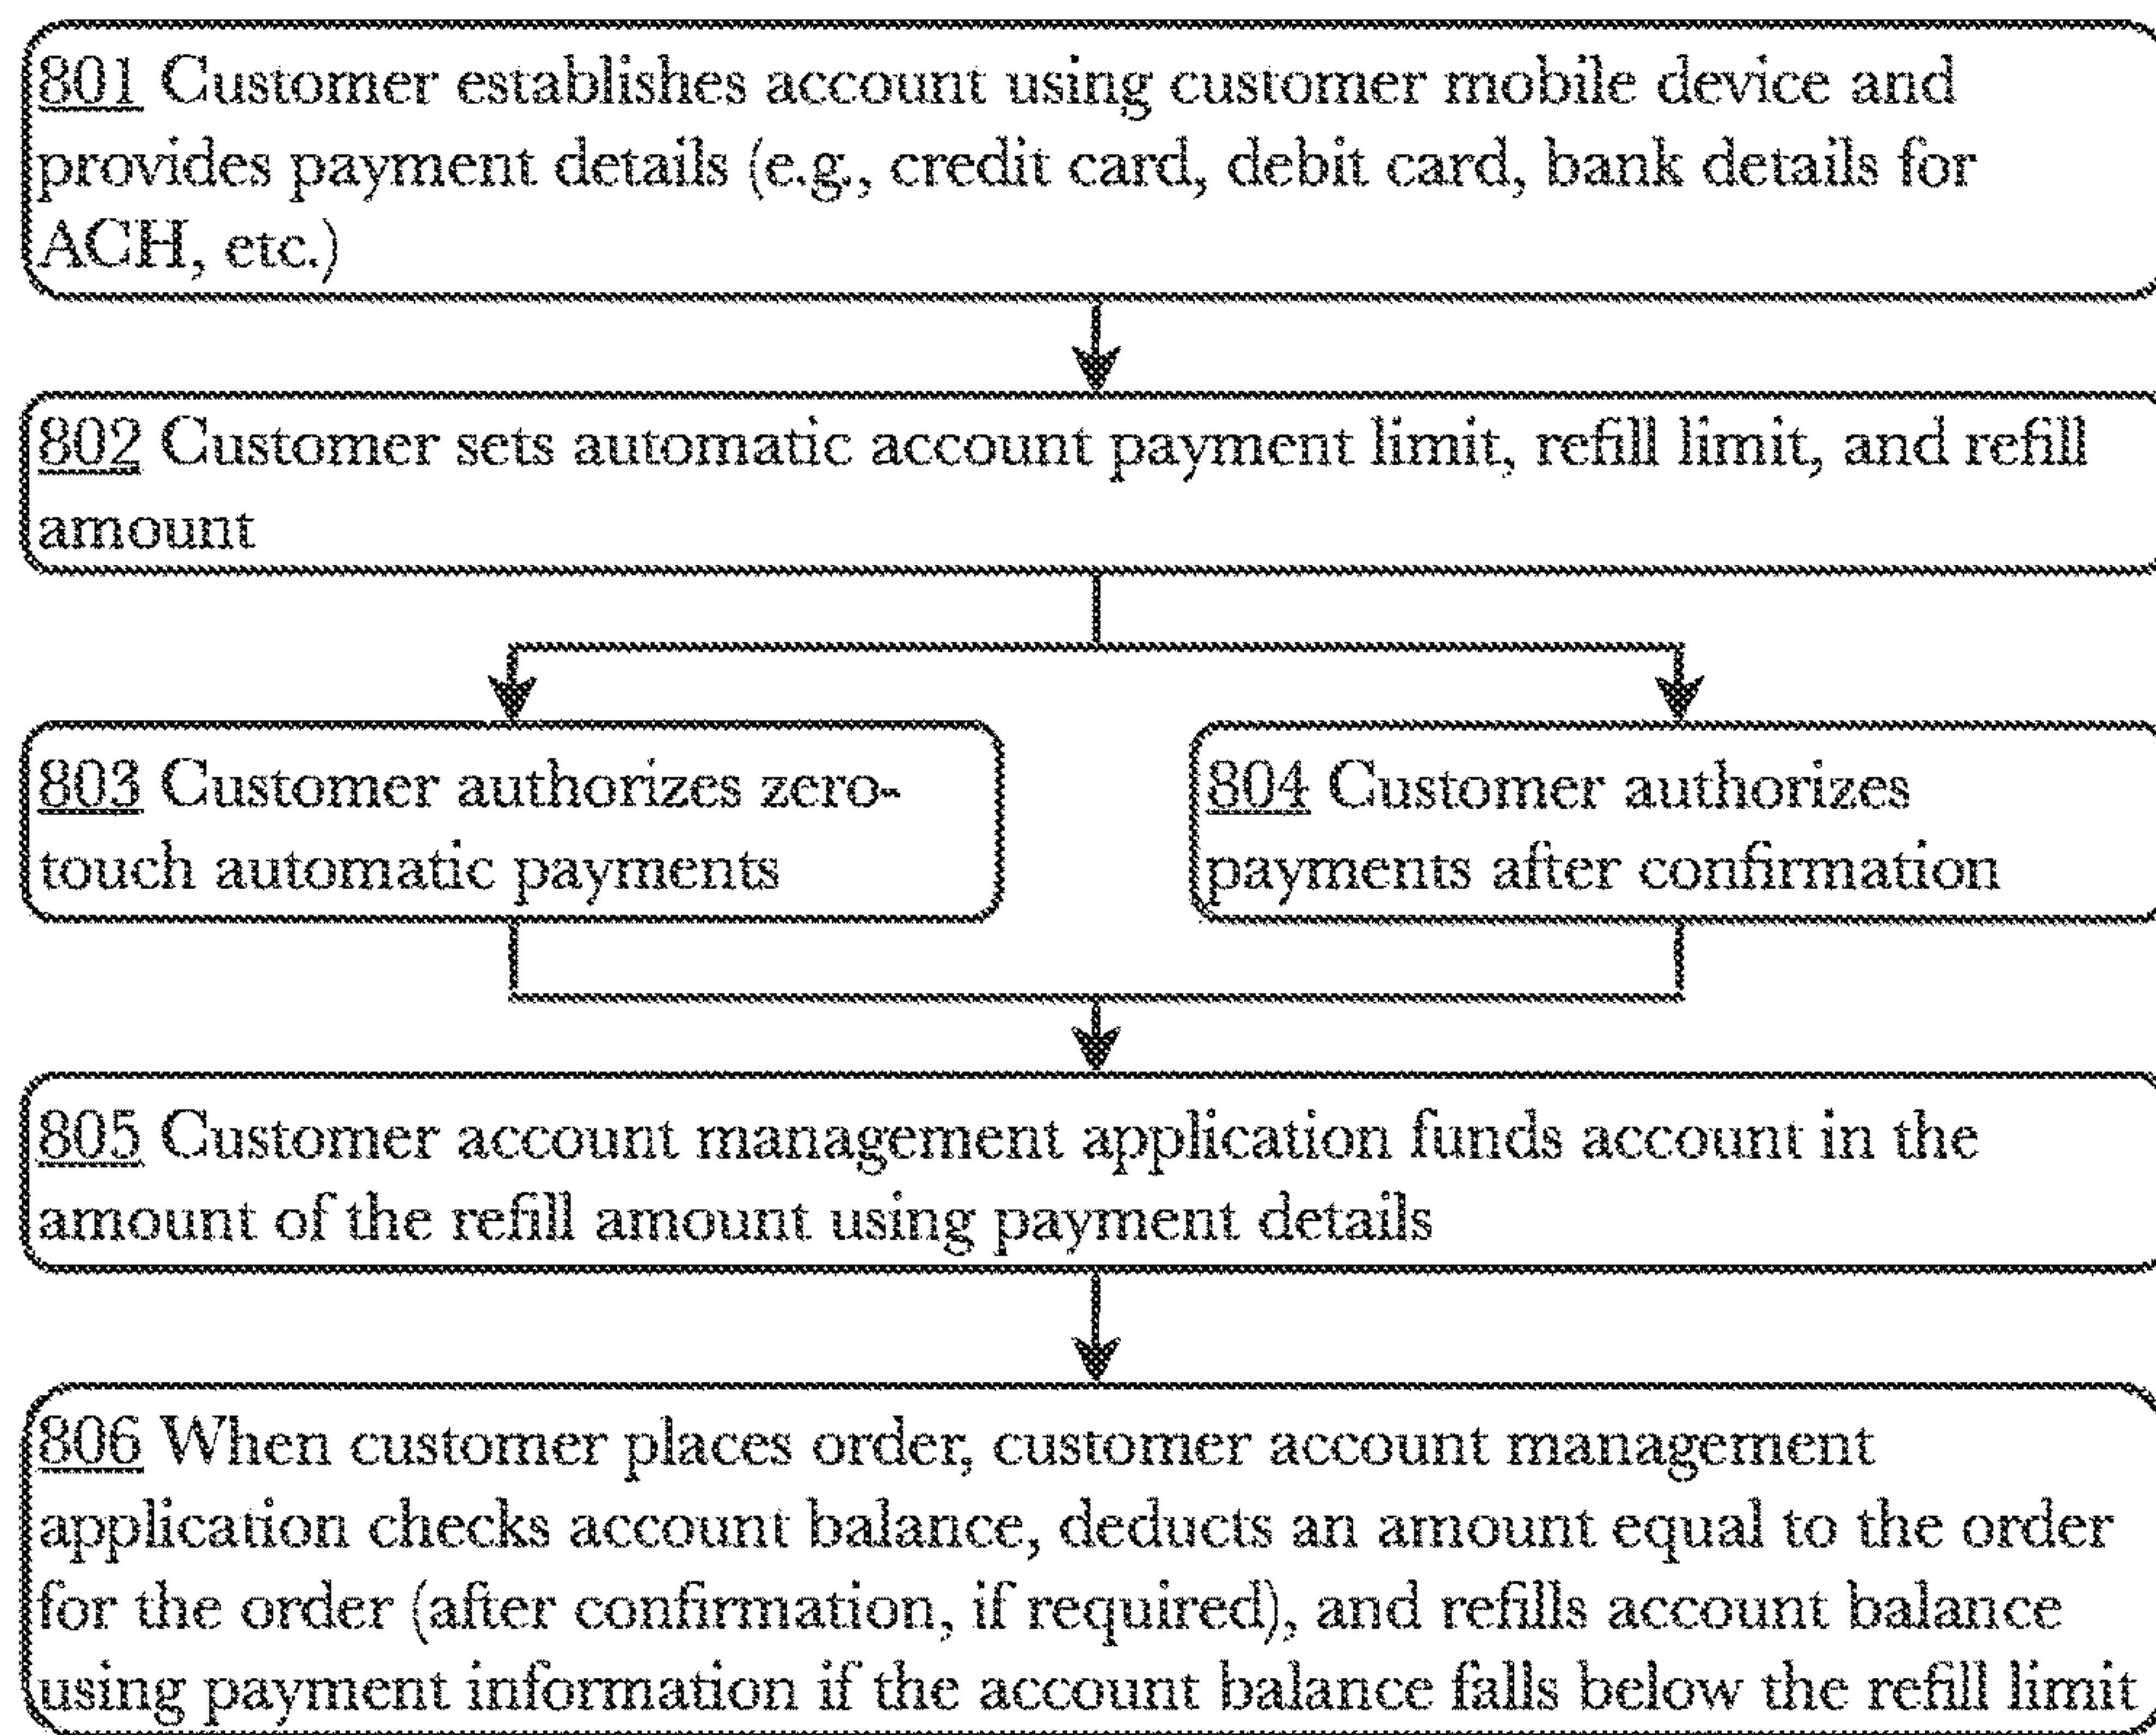 801 Customer establishes account using customer mobile device and
provides payment details (e.g., credit card, debit card, bank details for
ACH, etc.)
802 Customer sets automatic account payment limit, refill limit, and refill
amount
803 Customer authorizes zero-
touch automatic payments
804 Customer authorizes
payments after confirmation
805 Customer account management application funds account in the
amount of the refill amount using payment details
806 When customer places order, customer account management
application checks account balance, deducts an amount equal to the order
for the order (after confirmation, if required), and refills account balance
using payment information if the account balance falls below the refill limit